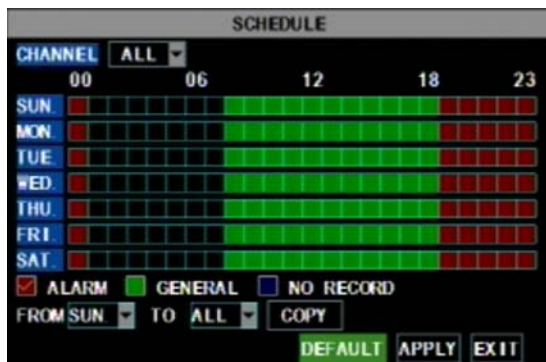 SCHEDULE
CHANNEL ALL
00 06 12 18 23
SUN.
MON.
TUE.
WED.
THU.
FRI.
SAT.
ALARM GENERAL NO RECORD
FROM SUN. TO ALL COPY
DEFAULT APPLY EXIT